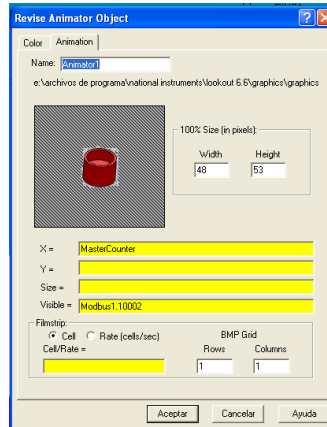 Revise Animator Object
Color Animation
Name: Animator1
e:\archivos de programa\national instruments\lookout 6.6\graphics\graphics
100% Size (in pixels):
Width Height
48 53
X = MasterCounter
Y =
Size =
Visible = Modbus1.10002
Filmstrip:
Cell Rate (cells/sec) BMP Grid
Cell/Rate = Rows Columns
1 1
Aceptar Cancelar Ayuda